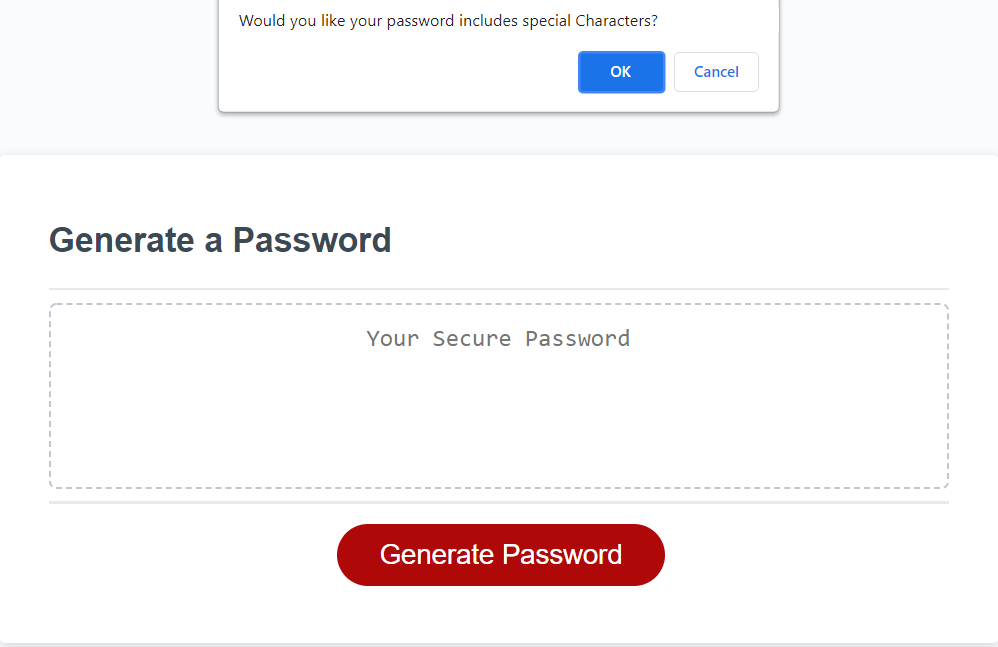 Would you like your password includes special Characters?
OK
Cancel
Generate a Password
Your Secure Password
Generate Password